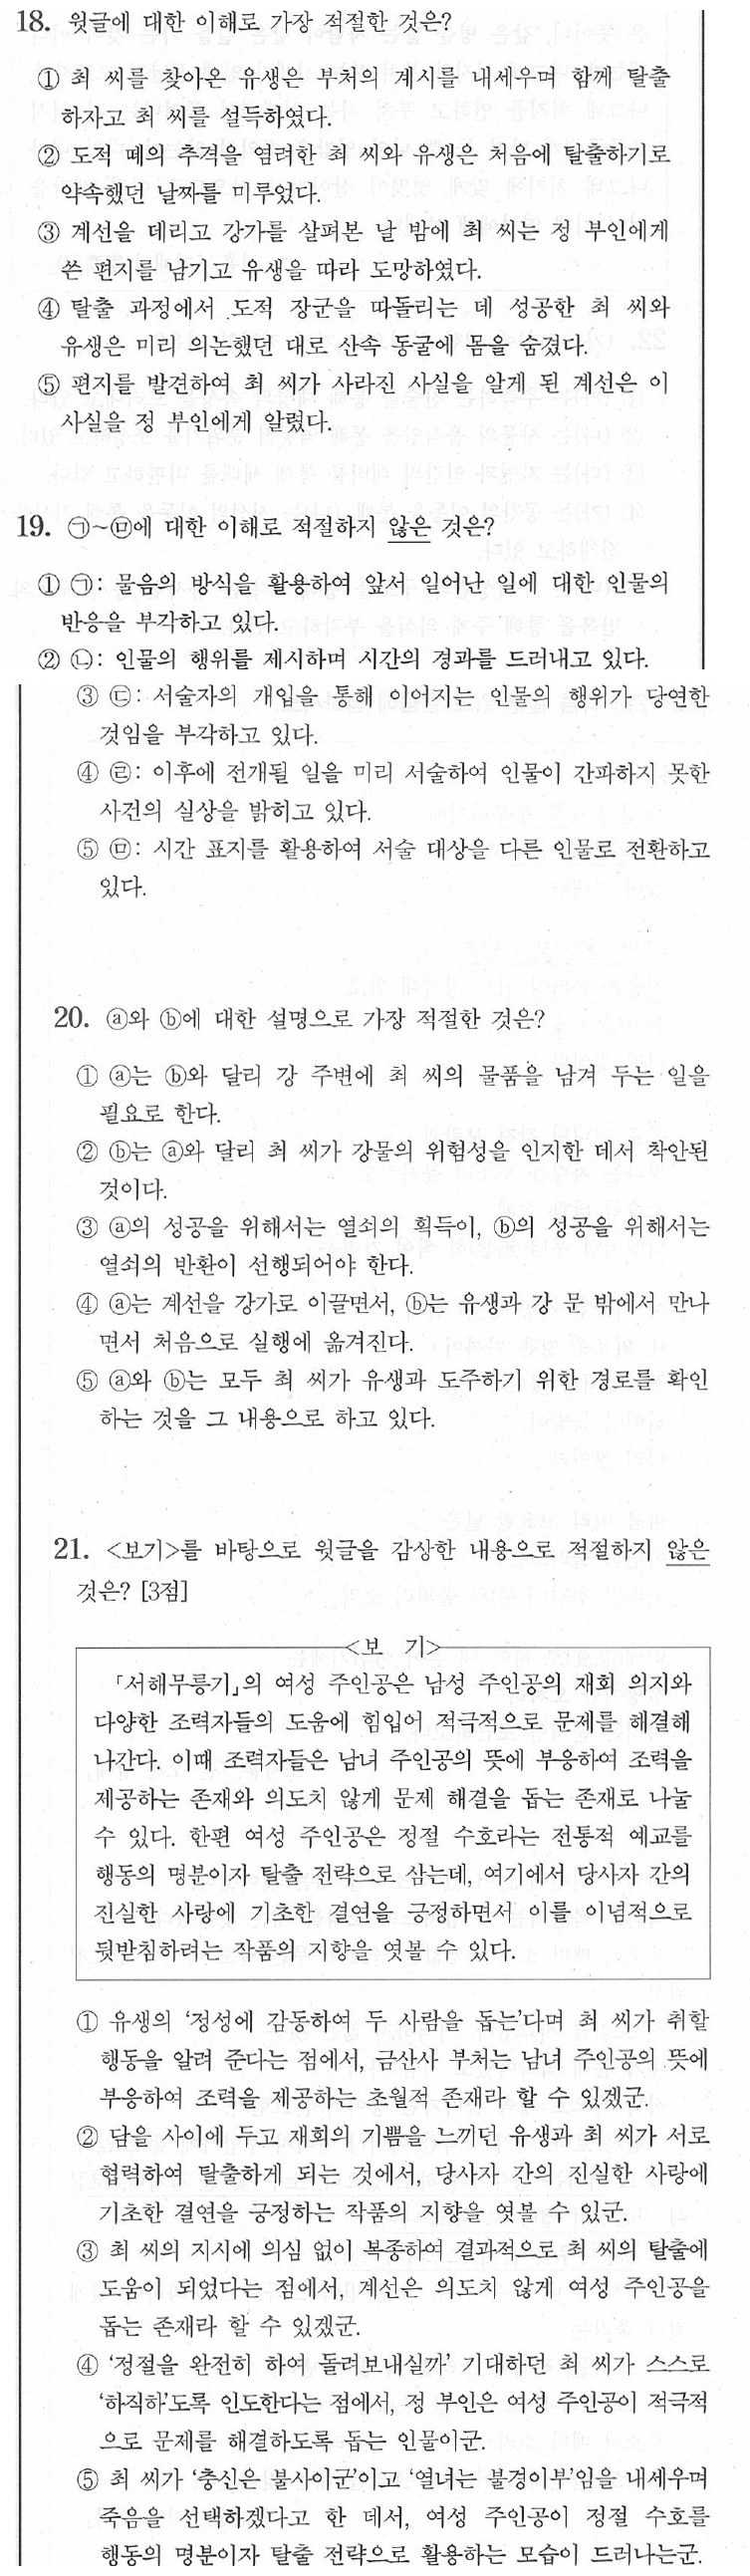 18. 윗글에 대한 이해로 가장 적절한 것은?
① 최 씨를 찾아온 유생은 부처의 계시를 내세우며 함께 탈출
하자고 최 씨를 설득하였다.
② 도적 떼의 추격을 염려한 최 씨와 유생은 처음에 탈출하기로
약속했던 날짜를 미루었다.
③ 계선을 데리고 강가를 살펴본 날 밤에 최 씨는 정 부인에게
쓴 편지를 남기고 유생을 따라 도망하였다.
④ 탈출 과정에서 도적 장군을 따돌리는 데 성공한 최 씨와
유생은 미리 의논했던 대로 산속 동굴에 몸을 숨겼다.
⑤ 편지를 발견하여 최 씨가 사라진 사실을 알게 된 계선은 이
사실을 정 부인에게 알렸다.
19. ㉠~㉤에 대한 이해로 적절하지 않은 것은?
① ㉠: 물음의 방식을 활용하여 앞서 일어난 일에 대한 인물의
반응을 부각하고 있다.
② ㉡: 인물의 행위를 제시하며 시간의 경과를 드러내고 있다.
③ ㉢: 서술자의 개입을 통해 이어지는 인물의 행위가 당연한
것임을 부각하고 있다.
④ ㉣: 이후에 전개될 일을 미리 서술하여 인물이 간파하지 못한
사건의 실상을 밝히고 있다.
⑤ ㉤: 시간 표지를 활용하여 서술 대상을 다른 인물로 전환하고
있다.
20. ⓐ와 ⓑ에 대한 설명으로 가장 적절한 것은?
① ⓐ는 ⓑ와 달리 강 주변에 최 씨의 물품을 남겨 두는 일을
필요로 한다.
② ⓑ는 ⓐ와 달리 최 씨가 강물의 위험성을 인지한 데서 착안된
것이다.
③ ⓐ의 성공을 위해서는 열쇠의 획득이, ⓑ의 성공을 위해서는
열쇠의 반환이 선행되어야 한다.
④ ⓐ는 계선을 강가로 이끌면서, ⓑ는 유생과 강 문 밖에서 만나
면서 처음으로 실행에 옮겨진다.
⑤ ⓐ와 ⓑ는 모두 최 씨가 유생과 도주하기 위한 경로를 확인
하는 것을 그 내용으로 하고 있다.
21. <보기>를 바탕으로 윗글을 감상한 내용으로 적절하지 않은
것은? [3점]
<보 기>
「서해무릉기」의 여성 주인공은 남성 주인공의 재회 의지와
다양한 조력자들의 도움에 힘입어 적극적으로 문제를 해결해
나간다. 이때 조력자들은 남녀 주인공의 뜻에 부응하여 조력을
제공하는 존재와 의도치 않게 문제 해결을 돕는 존재로 나눌
수 있다. 한편 여성 주인공은 정절 수호라는 전통적 예교를
행동의 명분이자 탈출 전략으로 삼는데, 여기에서 당사자 간의
진실한 사랑에 기초한 결연을 긍정하면서 이를 이념적으로
뒷받침하려는 작품의 지향을 엿볼 수 있다.
① 유생의 ‘정성에 감동하여 두 사람을 돕는’다며 최 씨가 취할
행동을 알려 준다는 점에서, 금산사 부처는 남녀 주인공의 뜻에
부응하여 조력을 제공하는 초월적 존재라 할 수 있겠군.
② 담을 사이에 두고 재회의 기쁨을 느끼던 유생과 최 씨가 서로
협력하여 탈출하게 되는 것에서, 당사자 간의 진실한 사랑에
기초한 결연을 긍정하는 작품의 지향을 엿볼 수 있군.
③ 최 씨의 지시에 의심 없이 복종하여 결과적으로 최 씨의 탈출에
도움이 되었다는 점에서, 계선은 의도치 않게 여성 주인공을
돕는 존재라 할 수 있겠군.
④ ‘정절을 완전히 하여 돌려보내실까’ 기대하던 최 씨가 스스로
‘하직하’도록 인도한다는 점에서, 정 부인은 여성 주인공이 적극적
으로 문제를 해결하도록 돕는 인물이군.
⑤ 최 씨가 ‘충신은 불사이군’이고 ‘열녀는 불경이부’임을 내세우며
죽음을 선택하겠다고 한 데서, 여성 주인공이 정절 수호를
행동의 명분이자 탈출 전략으로 활용하는 모습이 드러나는군.